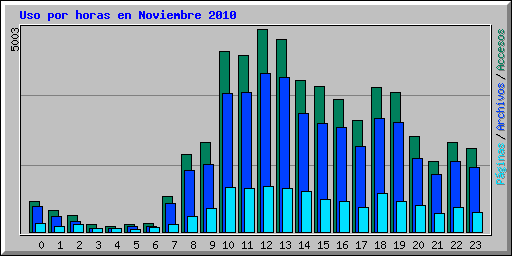 Uso por horas en Noviembre 2010
5003
Páginas / Archivos / Accesos
0 1 2 3 4 5 6 7 8 9 10 11 12 13 14 15 16 17 18 19 20 21 22 23